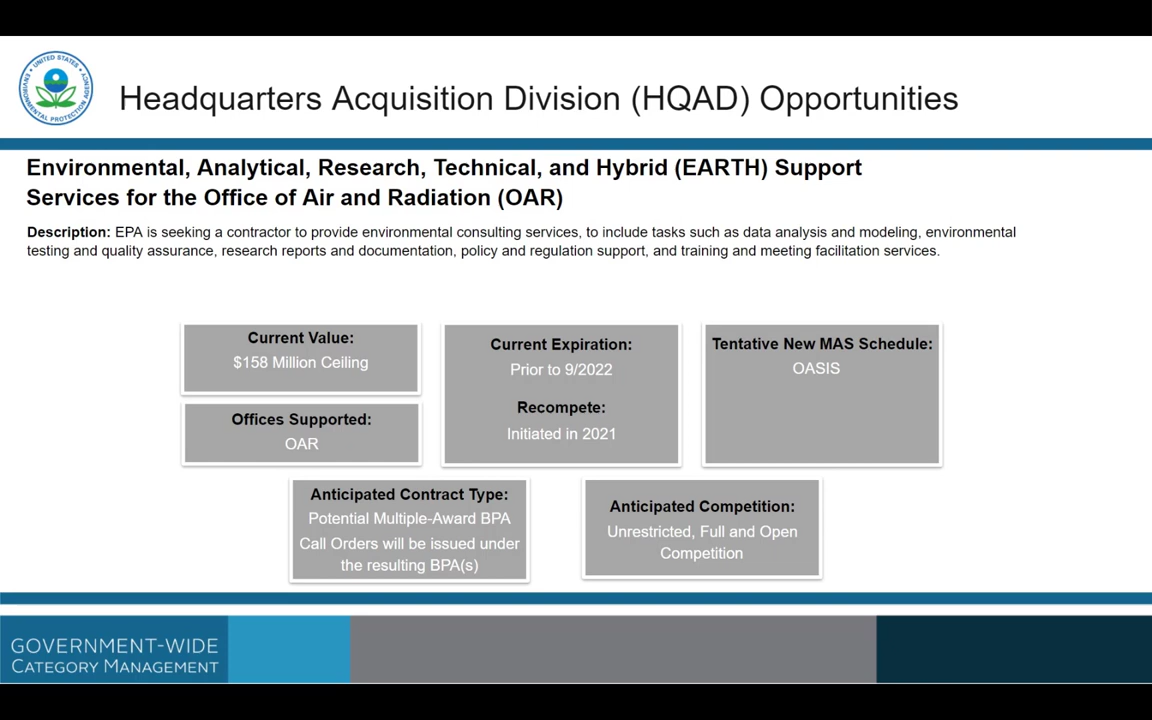 UNITED STATES
ENVIRONMENTAL PROTECTION AGENCY
Headquarters Acquisition Division (HQAD) Opportunities
Environmental, Analytical, Research, Technical, and Hybrid (EARTH) Support
Services for the Office of Air and Radiation (OAR)
Description: EPA is seeking a contractor to provide environmental consulting services, to include tasks such as data analysis and modeling, environmental
testing and quality assurance, research reports and documentation, policy and regulation support, and training and meeting facilitation services.
Current Value:
$158 Million Ceiling
Offices Supported:
OAR
Current Expiration:
Prior to 9/2022
Recompete:
Initiated in 2021
Tentative New MAS Schedule:
OASIS
Anticipated Contract Type:
Potential Multiple-Award BPA
Call Orders will be issued under
the resulting BPA(s)
Anticipated Competition:
Unrestricted, Full and Open
Competition
GOVERNMENT-WIDE
CATEGORY MANAGEMENT